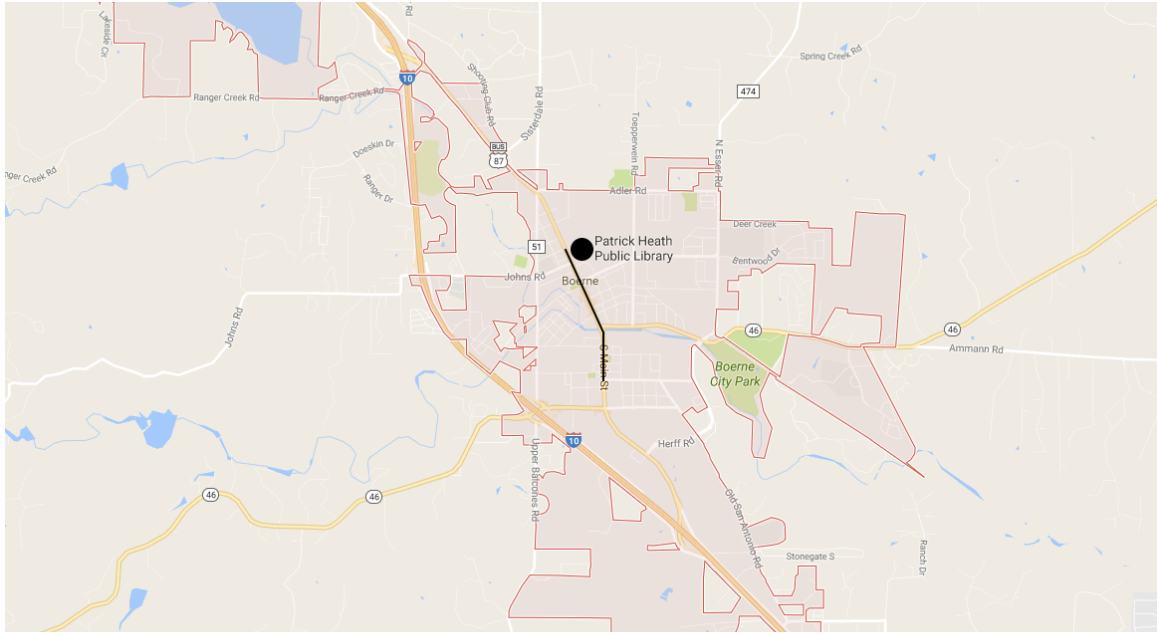 Lakeside Cir
Rd
10
Ranger Creek Rd
Ranger Creek Rd
Shooting Club Rd
Sisterdale Rd
Spring Creek Rd
474
BUS
87
Toepperwein Rd
N Esser Rd
Doeskin Dr
Ranger Dr
Adler Rd
Deer Creek
51
Patrick Heath
Public Library
Bentwood Dr
Johns Rd
Boerne
Johns Rd
46
46
Ammann Rd
S Main St
Boerne
City Park
10
Herff Rd
Upper Balcones Rd
46
46
Old San Antonio Rd
Stonegate S
Ranch Dr